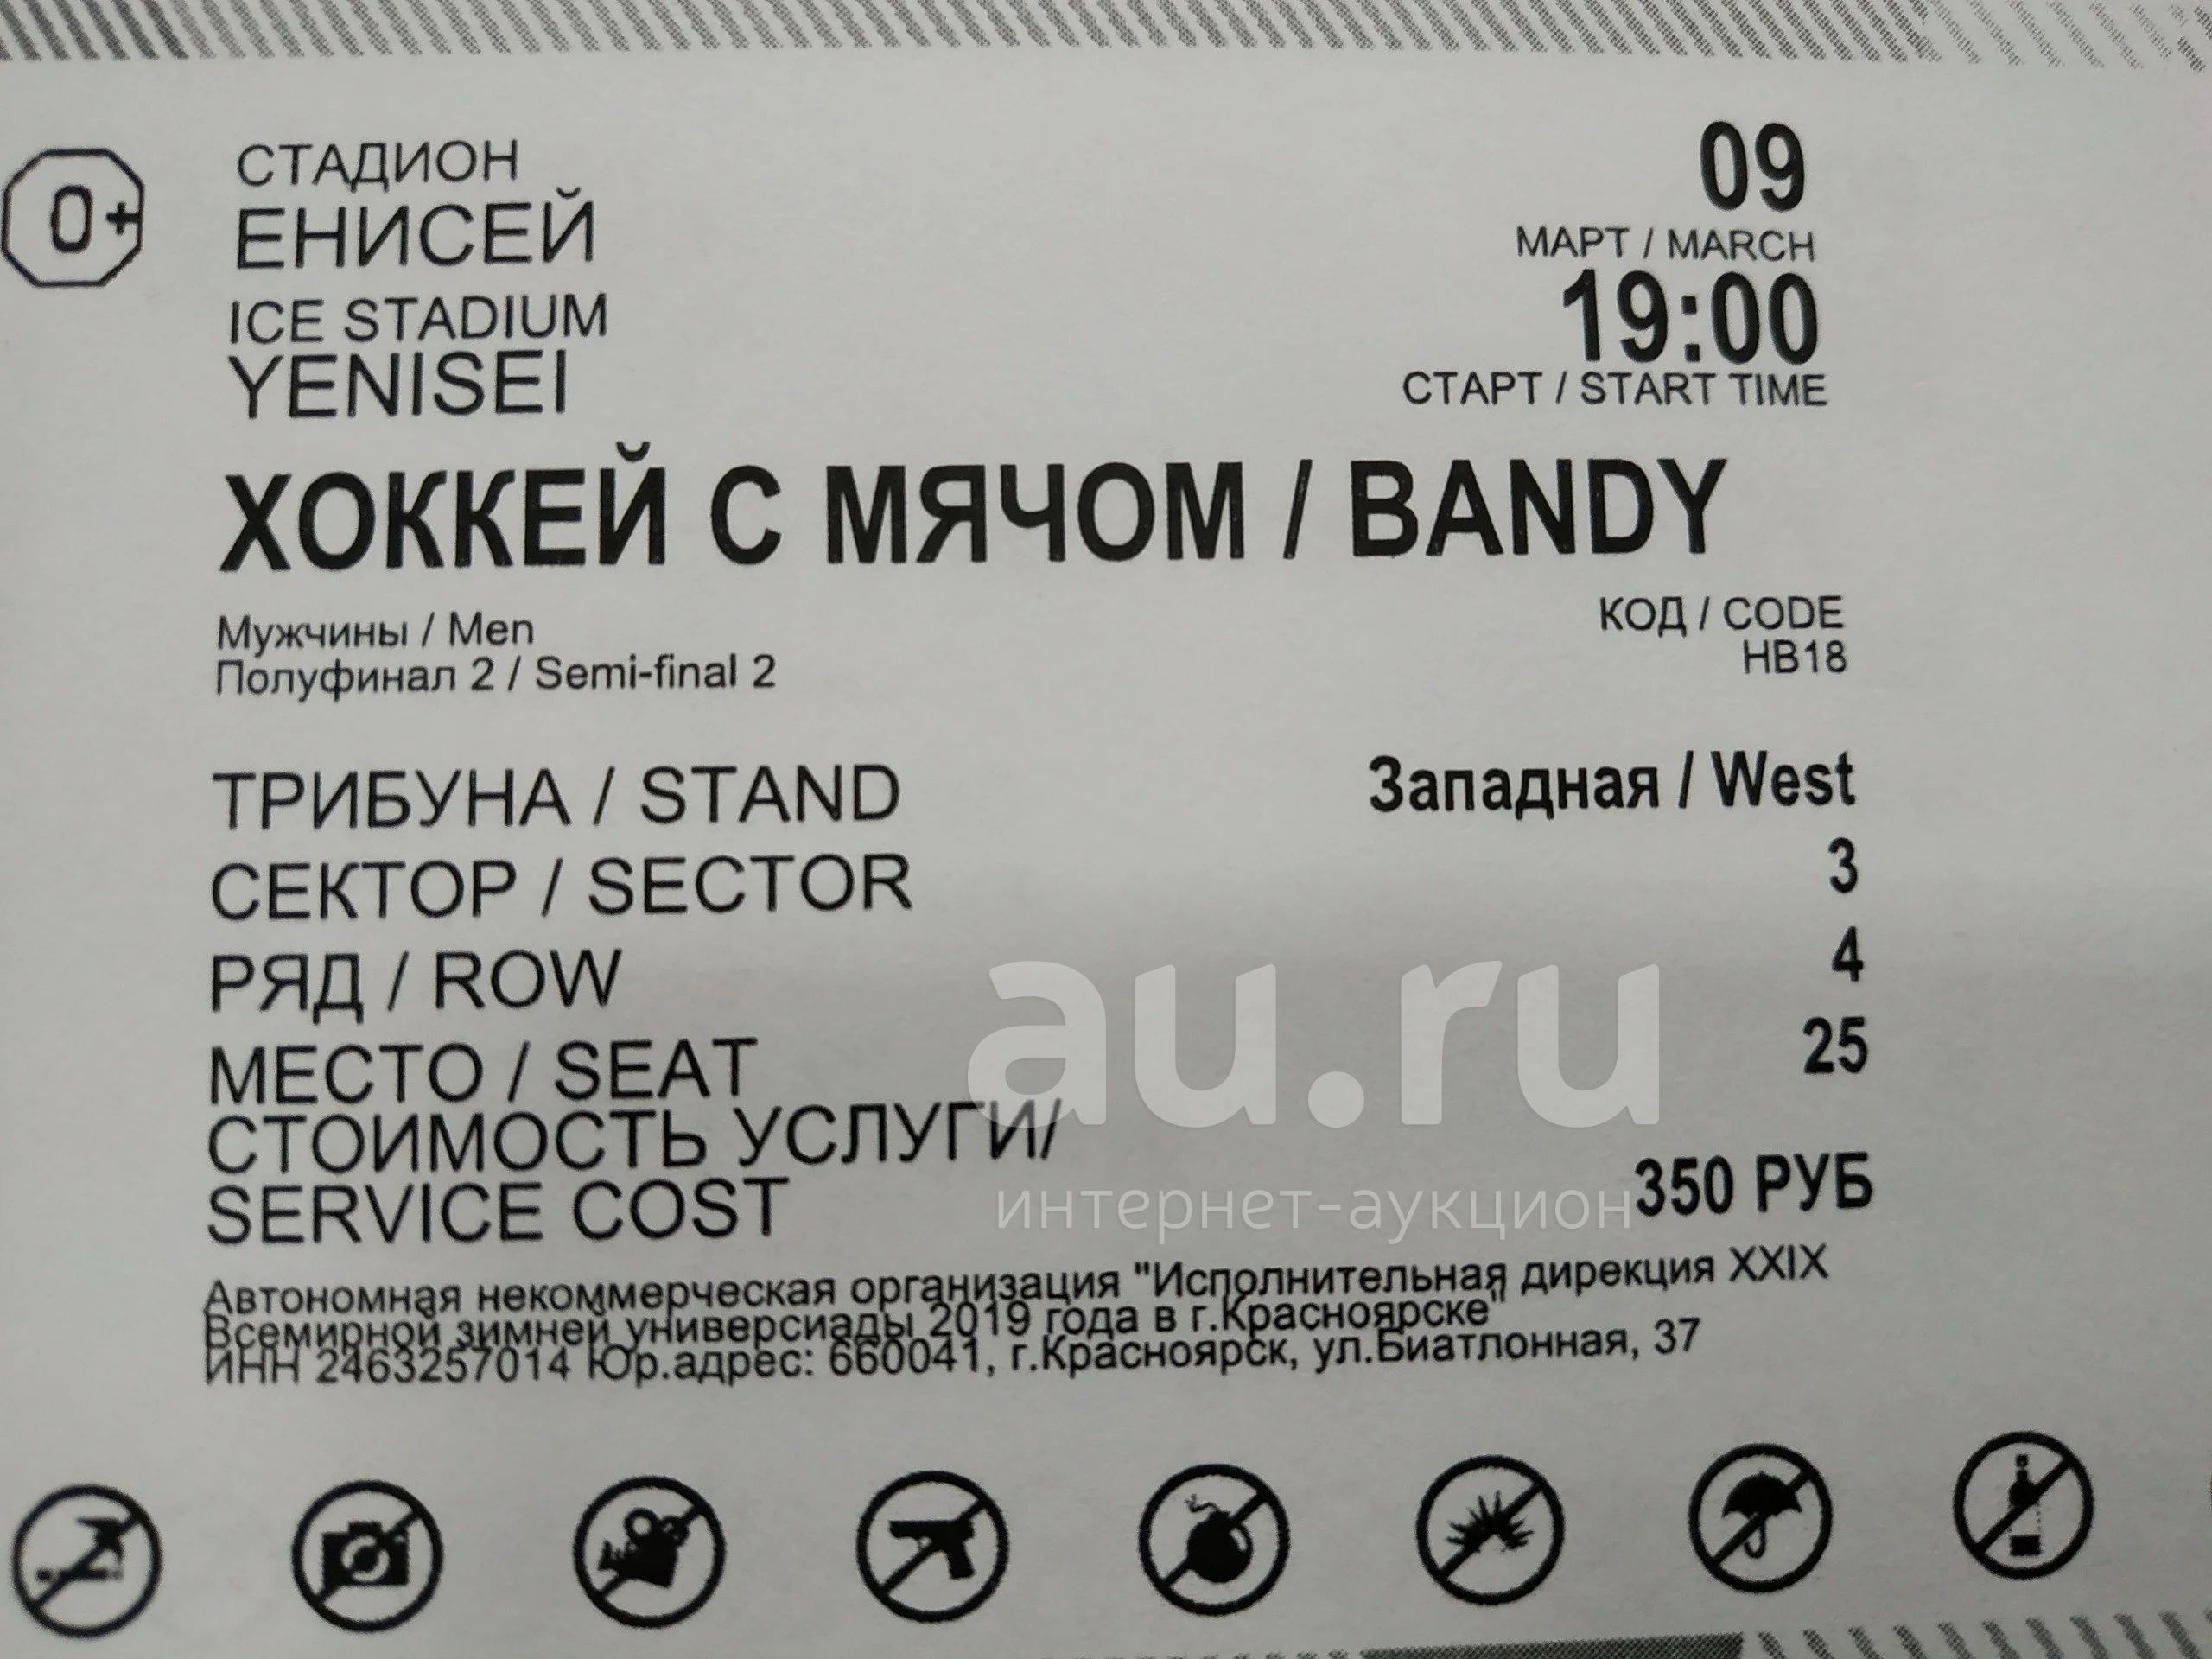 0+
СТАДИОН
ЕНИСЕЙ
ICE STADIUM
YENISEI
09
МАРТ / MARCH
19:00
СТАРТ / START TIME
ХОККЕЙ С МЯЧОМ / BANDY
Мужчины / Men
Полуфинал 2 / Semi-final 2
КОД / CODE
HB18
ТРИБУНА / STAND Западная / West
СЕКТОР / SECTOR 3
РЯД / ROW 4
МЕСТО / SEAT 25
СТОИМОСТЬ УСЛУГИ/
SERVICE COST 350 РУБ
au.ru
интернет-аукцион
Автономная некоммерческая организация "Исполнительная дирекция XXIX
Всемирной зимней универсиады 2019 года в г.Красноярске"
ИНН 2463257014 Юр.адрес: 660041, г.Красноярск, ул.Биатлонная, 37